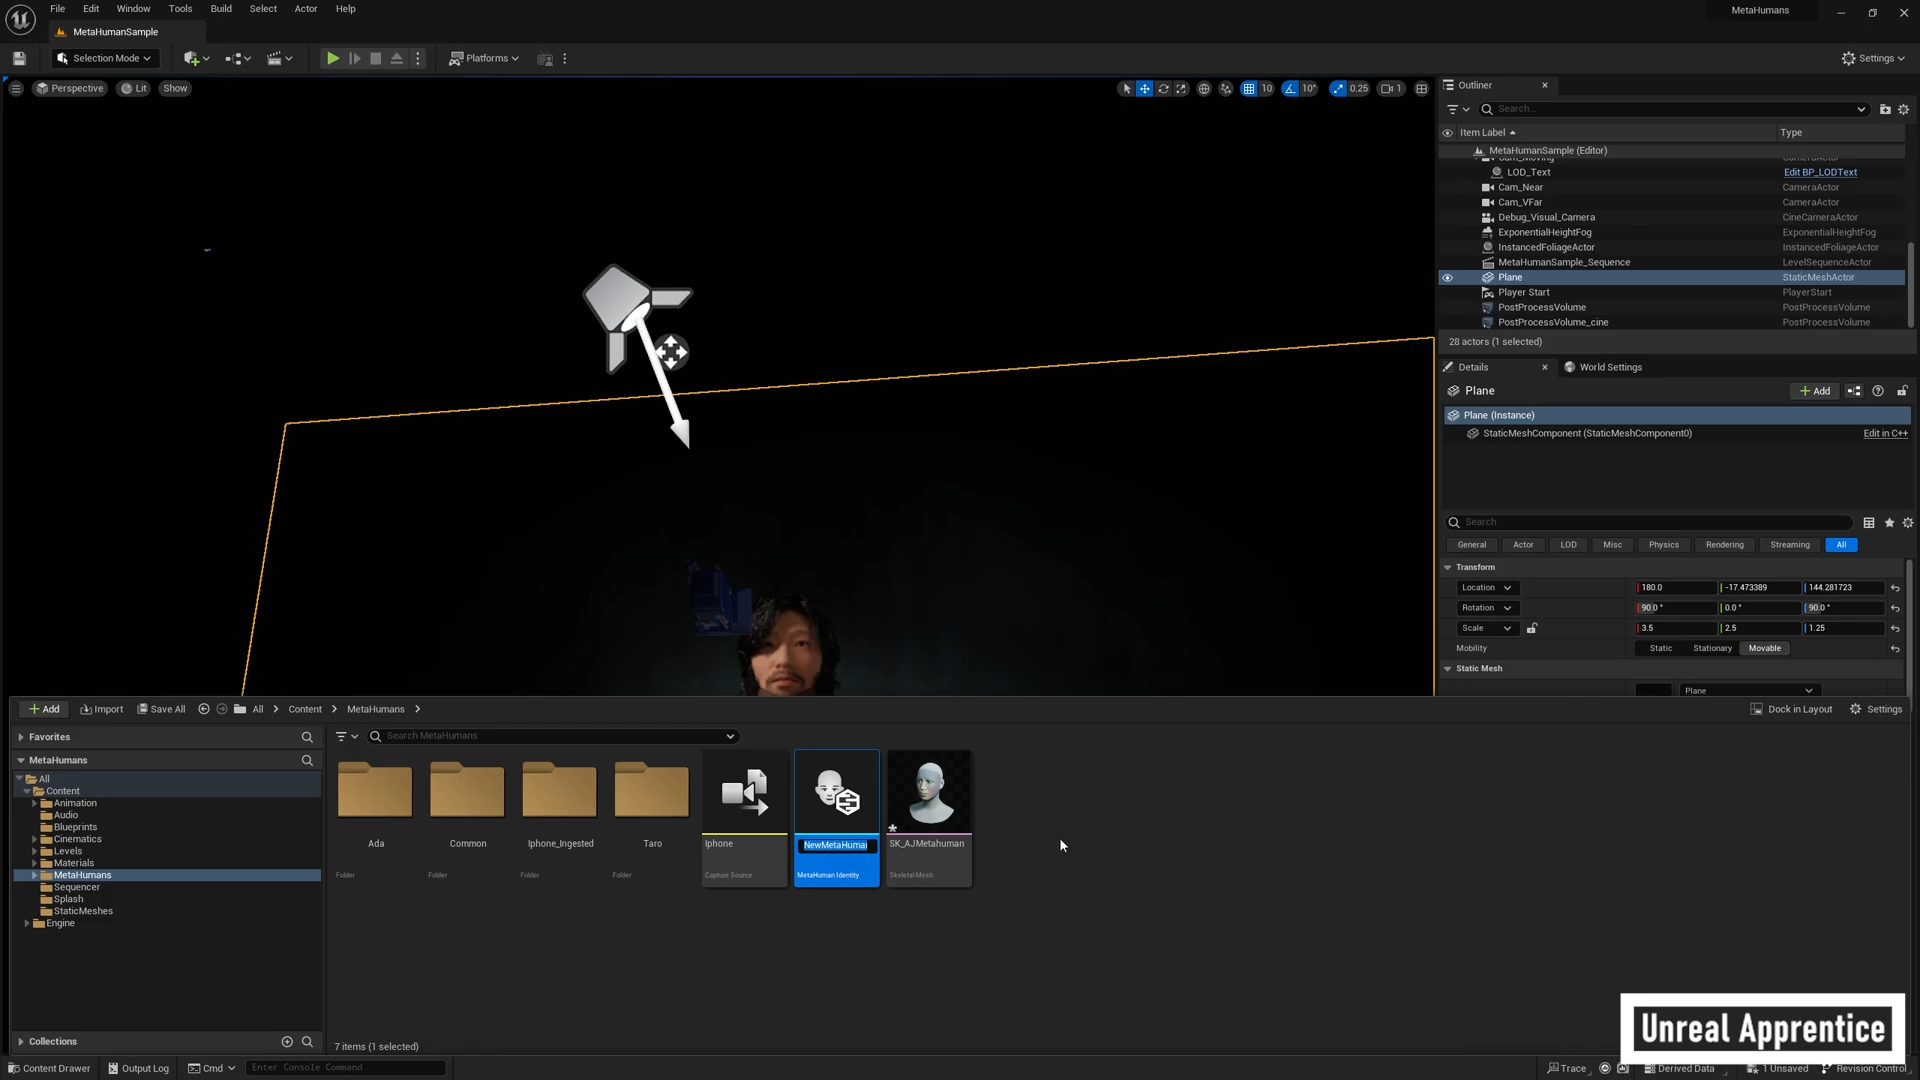 File Edit Window Tools Build Select Actor Help
MetaHumans
MetaHumanSample
Selection Mode
Platforms
Settings
Perspective Lit Show
10 10° 0.25 1
Outliner
Search...
Item Label Type
MetaHumanSample (Editor)
LOD_Text Edit BP_LODText
Cam_Near CameraActor
Cam_VFar CameraActor
Debug_Visual_Camera CineCameraActor
ExponentialHeightFog ExponentialHeightFog
InstancedFoliageActor InstancedFoliageActor
MetaHumanSample_Sequence LevelSequenceActor
Plane StaticMeshActor
Player Start PlayerStart
PostProcessVolume PostProcessVolume
PostProcessVolume_cine PostProcessVolume
28 actors (1 selected)
Details World Settings
Plane Add
Plane (Instance)
StaticMeshComponent (StaticMeshComponent0) Edit in C++
Search
General Actor LOD Misc Physics Rendering Streaming All
Transform
Location 180.0 -17.473389 144.281723
Rotation 90.0° 0.0° 90.0°
Scale 3.5 2.5 1.25
Mobility Static Stationary Movable
Static Mesh
Plane
Add Import Save All All Content MetaHumans
Dock in Layout Settings
Favorites
Search MetaHumans
MetaHumans
All
Content
Animation
Audio
Blueprints
Cinematics
Levels
Materials
MetaHumans
Sequencer
Splash
StaticMeshes
Engine
Ada Common Iphone_Ingested Taro Iphone NewMetaHuman SK_AJMetahuman
Folder Folder Folder Folder Capture Source MetaHuman Identity Skeletal Mesh
Collections
7 items (1 selected)
Unreal Apprentice
Content Drawer Output Log Cmd Enter Console Command
Trace Derived Data 1 Unsaved Revision Control